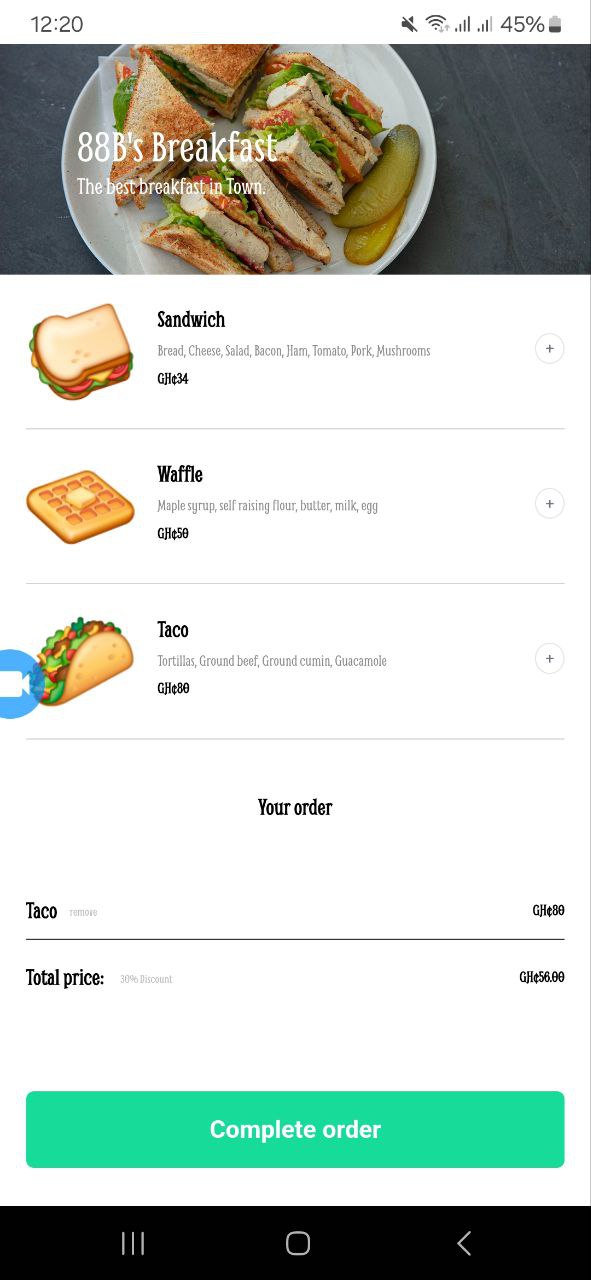 12:20
45%
88B's Breakfast
The best breakfast in Town.
Sandwich
Bread, Cheese, Salad, Bacon, Ham, Tomato, Pork, Mushrooms
GH¢34
+
Waffle
Maple syrup, self raising flour, butter, milk, egg
GH¢50
+
Taco
Tortillas, Ground beef, Ground cumin, Guacamole
GH¢80
+
Your order
Taco remove GH¢80
Total price: 30% Discount GH¢56.00
Complete order